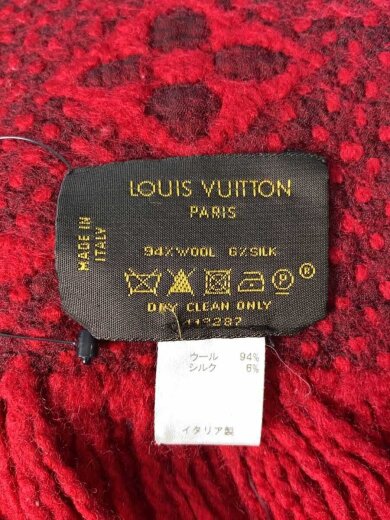 LOUIS VUITTON
PARIS
MADE IN
ITALY
94%WOOL 6%SILK
P ®
DRY CLEAN ONLY
ウール 94%
シルク 6%
イタリア製